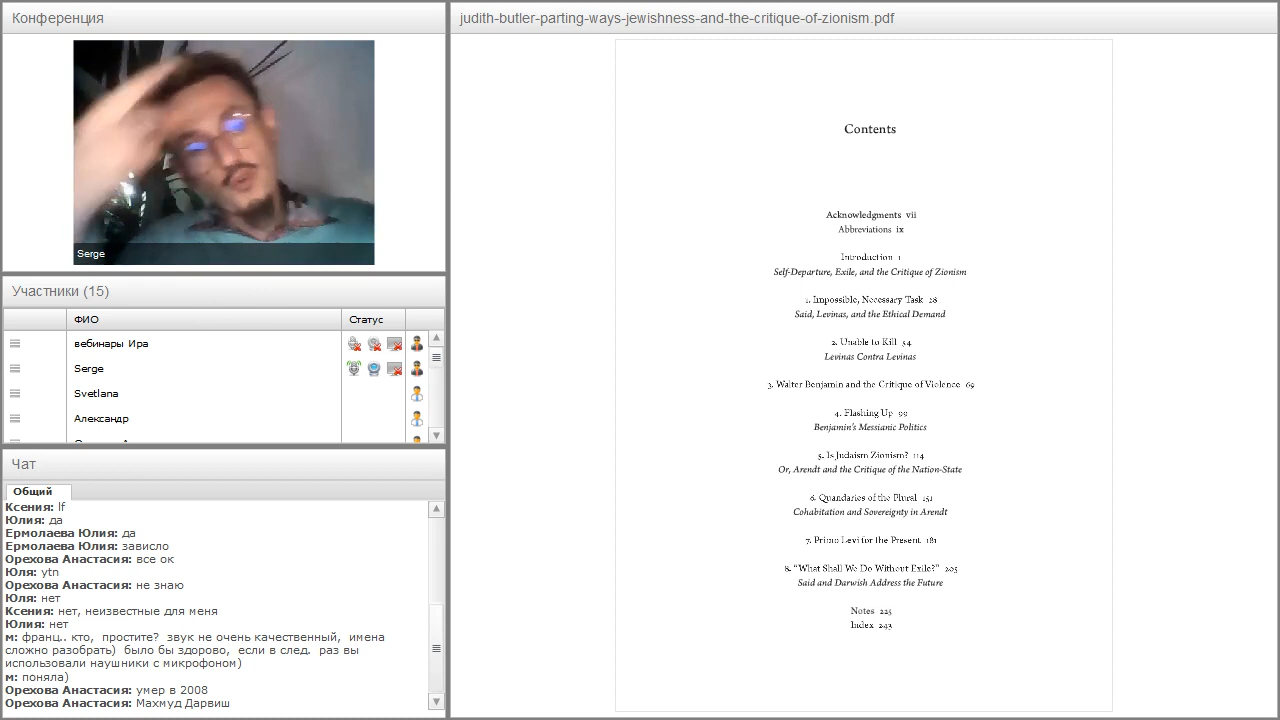 Конференция
Serge
Участники (15)
ФИО
Статус
вебинары Ира
Serge
Svetlana
Александр
Чат
Общий
Ксения: lf
Юлия: да
Ермолаева Юлия: да
Ермолаева Юлия: зависло
Орехова Анастасия: все ок
Юля: ytn
Орехова Анастасия: не знаю
Юля: нет
Ксения: нет, неизвестные для меня
Юлия: нет
м: франц.. кто, простите? звук не очень качественный, имена
сложно разобрать) было бы здорово, если в след. раз вы
использовали наушники с микрофоном)
м: поняла)
Орехова Анастасия: умер в 2008
Орехова Анастасия: Махмуд Дарвиш
judith-butler-parting-ways-jewishness-and-the-critique-of-zionism.pdf
Contents
Acknowledgments vii
Abbreviations ix
Introduction 1
Self-Departure, Exile, and the Critique of Zionism
1. Impossible, Necessary Task 28
Said, Levinas, and the Ethical Demand
2. Unable to Kill 54
Levinas Contra Levinas
3. Walter Benjamin and the Critique of Violence 69
4. Flashing Up 99
Benjamin's Messianic Politics
5. Is Judaism Zionism? 114
Or, Arendt and the Critique of the Nation-State
6. Quandaries of the Plural 151
Cohabitation and Sovereignty in Arendt
7. Primo Levi for the Present 181
8. “What Shall We Do Without Exile?” 205
Said and Darwish Address the Future
Notes 225
Index 243